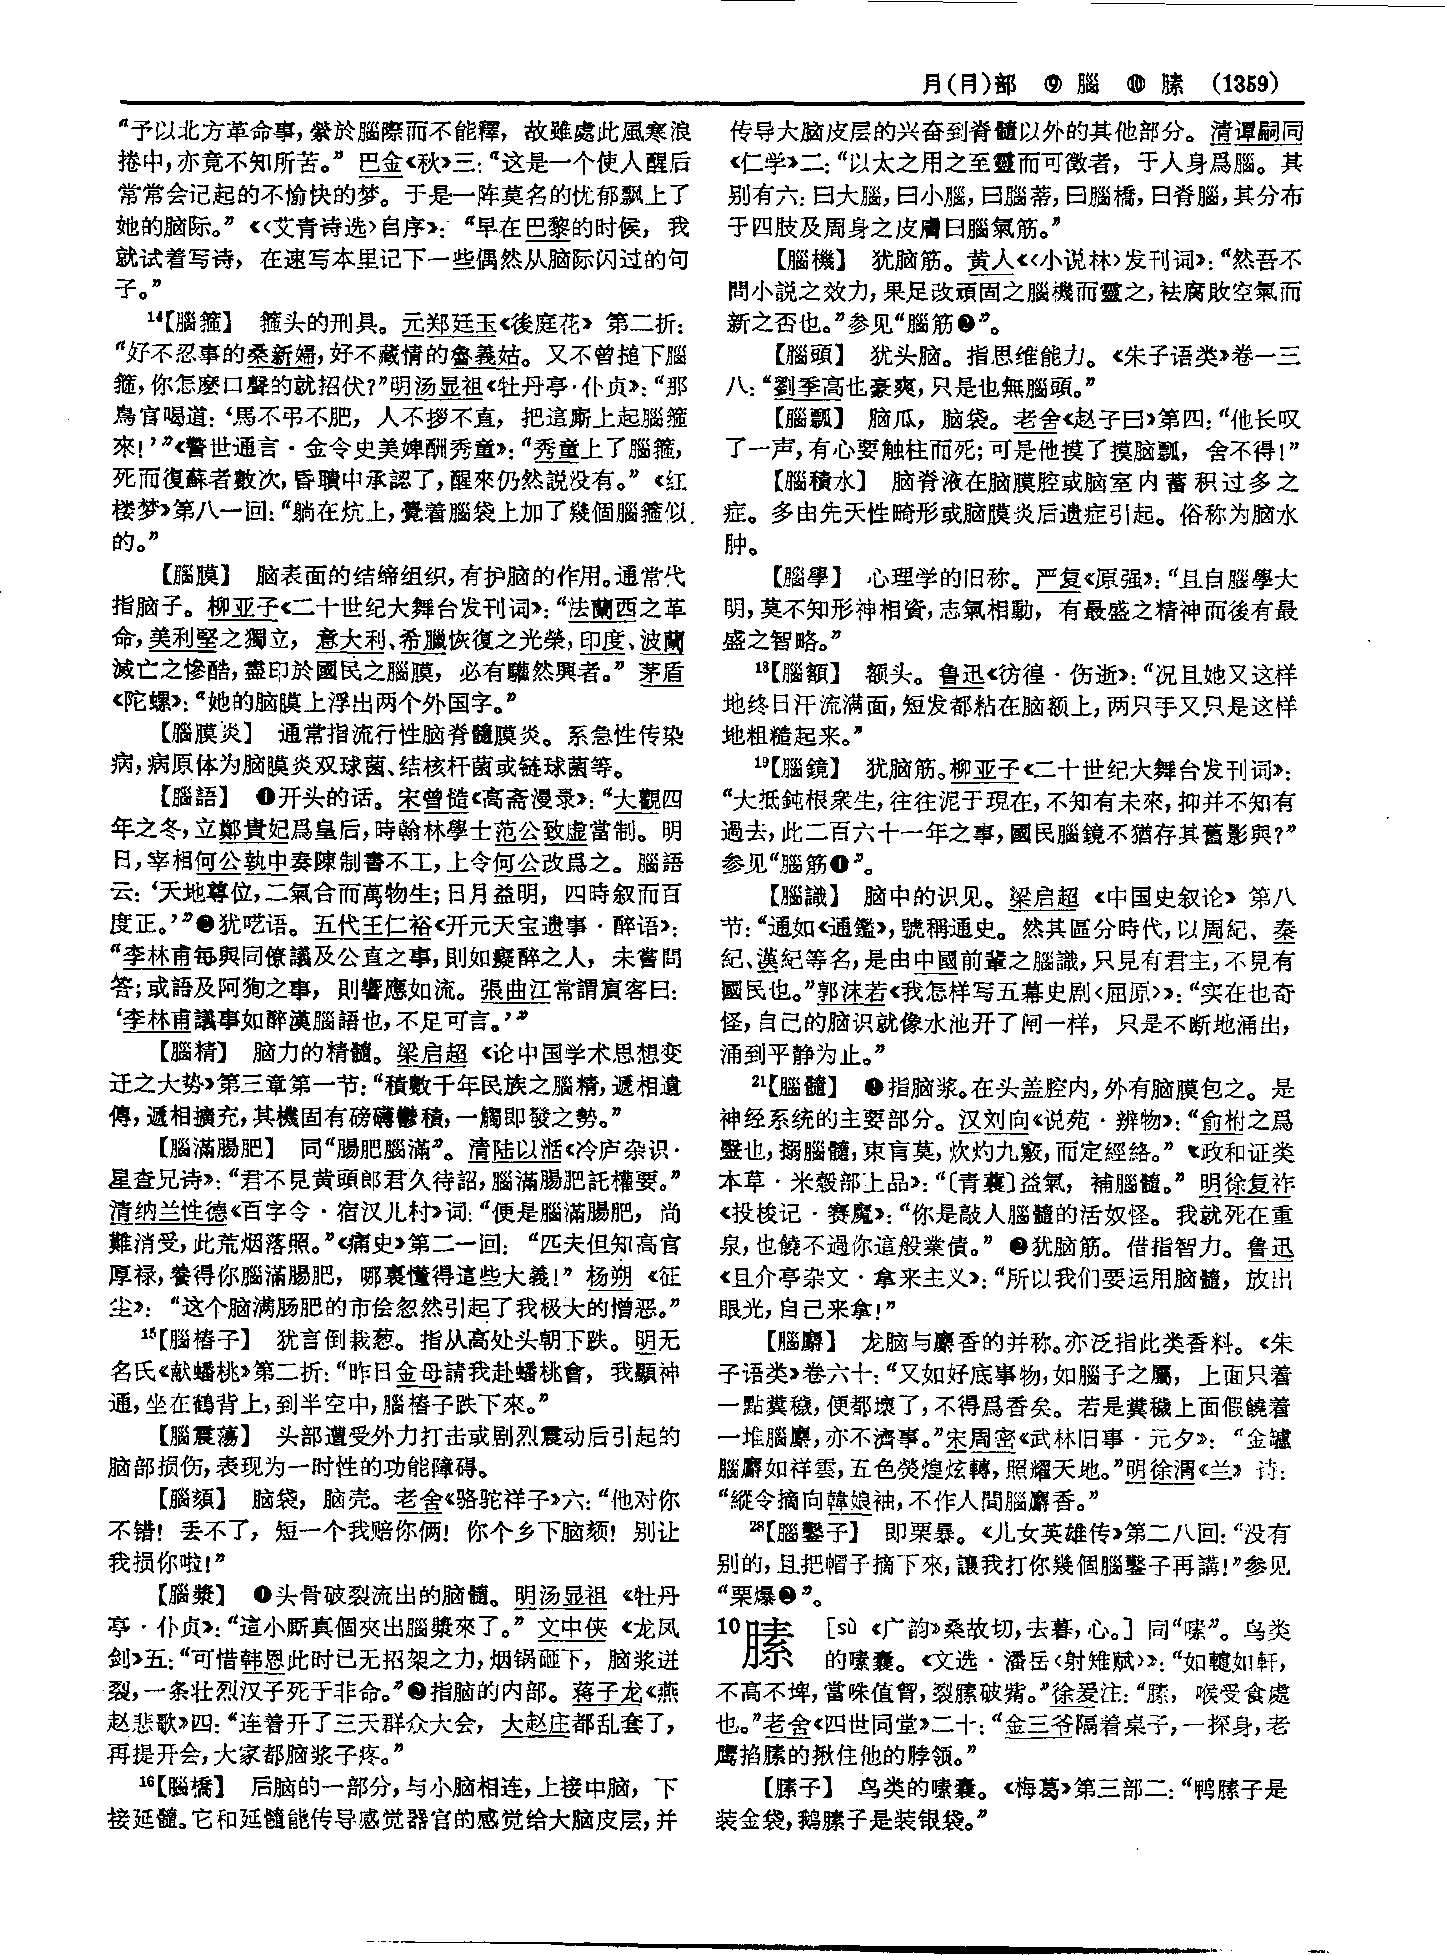 月(⺼)部 ⑨ 腦 ⑩ 膆 (1359)
“予以北方革命事，縈於腦際而不能釋，故雖處此風寒浪
捲中，亦竟不知所苦。” 巴金《秋》三：“这是一个使人醒后
常常会记起的不愉快的梦。于是一阵莫名的忧郁飘上了
她的脑际。”《〈艾青诗选〉自序》：“早在巴黎的时候，我
就试着写诗，在速写本里记下一些偶然从脑际闪过的句
子。”
14【腦箍】 箍头的刑具。元郑廷玉《後庭花》第二折：
“好不忍事的桑新婦，好不藏情的魯義姑。又不曾搥下腦
箍，你怎麽口聲的就招伏？”明汤显祖《牡丹亭·仆贞》：“那
鳥官喝道：‘馬不弔不肥，人不拶不直，把這廝上起腦箍
來！’”《警世通言·金令史美婢酬秀童》：“秀童上了腦箍，
死而復蘇者數次，昏聵中承認了，醒來仍然説没有。”《红
楼梦》第八一回：“躺在炕上，覺着腦袋上加了幾個腦箍似
的。”
【腦膜】 脑表面的结缔组织，有护脑的作用。通常代
指脑子。柳亚子《二十世纪大舞台发刊词》：“法蘭西之革
命，美利堅之獨立，意大利、希臘恢復之光榮，印度、波蘭
滅亡之慘酷，盡印於國民之腦膜，必有驩然興者。” 茅盾
《陀螺》：“她的脑膜上浮出两个外国字。”
【腦膜炎】 通常指流行性脑脊髓膜炎。系急性传染
病，病原体为脑膜炎双球菌、结核杆菌或链球菌等。
【腦語】 ❶开头的话。宋曾慥《高斋漫录》：“大觀四
年之冬，立鄭貴妃爲皇后，時翰林學士范公致虚當制。明
日，宰相何公執中奏陳制書不工，上令何公改爲之。腦語
云：‘天地尊位，二氣合而萬物生；日月益明，四時叙而百
度正。’”❷犹呓语。五代王仁裕《开元天宝遗事·醉语》：
“李林甫每與同僚議及公直之事，則如癡醉之人，未嘗問
答；或語及阿狥之事，則響應如流。張曲江常謂賓客曰：
‘李林甫議事如醉漢腦語也，不足可言。’”
【腦精】 脑力的精髓。梁启超《论中国学术思想变
迁之大势》第三章第一节：“積數千年民族之腦精，遞相遺
傳，遞相擴充，其機固有磅礴鬱積，一觸即發之勢。”
【腦滿腸肥】 同“腸肥腦滿”。清陆以湉《冷庐杂识·
星查兄诗》：“君不見黄頭郎君久待詔，腦滿腸肥託權要。”
清纳兰性德《百字令·宿汉儿村》词：“便是腦滿腸肥，尚
難消受，此荒烟落照。”《痛史》第二一回：“匹夫但知高官
厚禄，養得你腦滿腸肥，哪裏懂得這些大義！” 杨朔《征
尘》：“这个脑满肠肥的市侩忽然引起了我极大的憎恶。”
15【腦樁子】 犹言倒栽葱。指从高处头朝下跌。明无
名氏《献蟠桃》第二折：“昨日金母請我赴蟠桃會，我顯神
通，坐在鶴背上，到半空中，腦樁子跌下來。”
【腦震蕩】 头部遭受外力打击或剧烈震动后引起的
脑部损伤，表现为一时性的功能障碍。
【腦頦】 脑袋，脑壳。老舍《骆驼祥子》六：“他对你
不错！丢不了，短一个我赔你俩！你个乡下脑颏！别让
我损你啦！”
【腦漿】 ❶头骨破裂流出的脑髓。明汤显祖《牡丹
亭·仆贞》：“這小廝真個夾出腦漿來了。” 文中侠《龙凤
剑》五：“可惜韩恩此时已无招架之力，烟锅砸下，脑浆迸
裂，一条壮烈汉子死于非命。”❷指脑的内部。蒋子龙《燕
赵悲歌》四：“连着开了三天群众大会，大赵庄都乱套了，
再提开会，大家都脑浆子疼。”
16【腦橋】 后脑的一部分，与小脑相连，上接中脑，下
接延髓。它和延髓能传导感觉器官的感觉给大脑皮层，并
传导大脑皮层的兴奋到脊髓以外的其他部分。清谭嗣同
《仁学》二：“以太之用之至靈而可徵者，于人身爲腦。其
别有六：曰大腦，曰小腦，曰腦蒂，曰腦橋，曰脊腦，其分布
于四肢及周身之皮膚曰腦氣筋。”
【腦機】 犹脑筋。黄人《〈小说林〉发刊词》：“然吾不
問小説之效力，果足改頑固之腦機而靈之，袪腐敗空氣而
新之否也。”参见“腦筋❷”。
【腦頭】 犹头脑。指思维能力。《朱子语类》卷一三
八：“劉季高也豪爽，只是也無腦頭。”
【腦瓢】 脑瓜，脑袋。老舍《赵子曰》第四：“他长叹
了一声，有心要触柱而死；可是他摸了摸脑瓢，舍不得！”
【腦積水】 脑脊液在脑膜腔或脑室内蓄积过多之
症。多由先天性畸形或脑膜炎后遗症引起。俗称为脑水
肿。
【腦學】 心理学的旧称。严复《原强》：“且自腦學大
明，莫不知形神相資，志氣相動，有最盛之精神而後有最
盛之智略。”
18【腦額】 额头。鲁迅《彷徨·伤逝》：“况且她又这样
地终日汗流满面，短发都粘在脑额上，两只手又只是这样
地粗糙起来。”
19【腦鏡】 犹脑筋。柳亚子《二十世纪大舞台发刊词》：
“大抵鈍根衆生，往往泥于現在，不知有未來，抑并不知有
過去，此二百六十一年之事，國民腦鏡不猶存其舊影與？”
参见“腦筋❶”。
【腦識】 脑中的识见。梁启超《中国史叙论》第八
节：“通如《通鑑》，號稱通史。然其區分時代，以周紀、秦
紀、漢紀等名，是由中國前輩之腦識，只見有君主，不見有
國民也。”郭沫若《我怎样写五幕史剧〈屈原〉》：“实在也奇
怪，自己的脑识就像水池开了闸一样，只是不断地涌出，
涌到平静为止。”
21【腦髓】 ❶指脑浆。在头盖腔内，外有脑膜包之。是
神经系统的主要部分。汉刘向《说苑·辨物》：“俞柎之爲
醫也，搦腦髓，束肓莫，炊灼九竅，而定經絡。”《政和证类
本草·米穀部上品》：“〔青蘘〕益氣，補腦髓。” 明徐复祚
《投梭记·赛魔》：“你是敲人腦髓的活奴怪。我就死在重
泉，也饒不過你這般業債。”❷犹脑筋。借指智力。鲁迅
《且介亭杂文·拿来主义》：“所以我们要运用脑髓，放出
眼光，自己来拿！”
【腦麝】 龙脑与麝香的并称。亦泛指此类香料。《朱
子语类》卷六十：“又如好底事物，如腦子之屬，上面只着
一點糞穢，便都壞了，不得爲香矣。若是糞穢上面假饒着
一堆腦麝，亦不濟事。”宋周密《武林旧事·元夕》：“金罏
腦麝如祥雲，五色熒煌炫轉，照耀天地。”明徐渭《兰》诗：
“縱令摘向韓娘袖，不作人間腦麝香。”
28【腦鑿子】 即栗暴。《儿女英雄传》第二八回：“没有
别的，且把帽子摘下來，讓我打你幾個腦鑿子再講！”参见
“栗爆❷”。
10膆 ［sù 《广韵》桑故切，去暮，心。］同“嗉”。鸟类
的嗉囊。《文选·潘岳〈射雉赋〉》：“如轋如軒，
不高不埤，當咮值胷，裂膆破觜。”徐爰注：“膆，喉受食處
也。”老舍《四世同堂》二十：“金三爷隔着桌子，一探身，老
鹰掐膆的揪住他的脖领。”
【膆子】 鸟类的嗉囊。《梅葛》第三部二：“鸭膆子是
装金袋，鹅膆子是装银袋。”